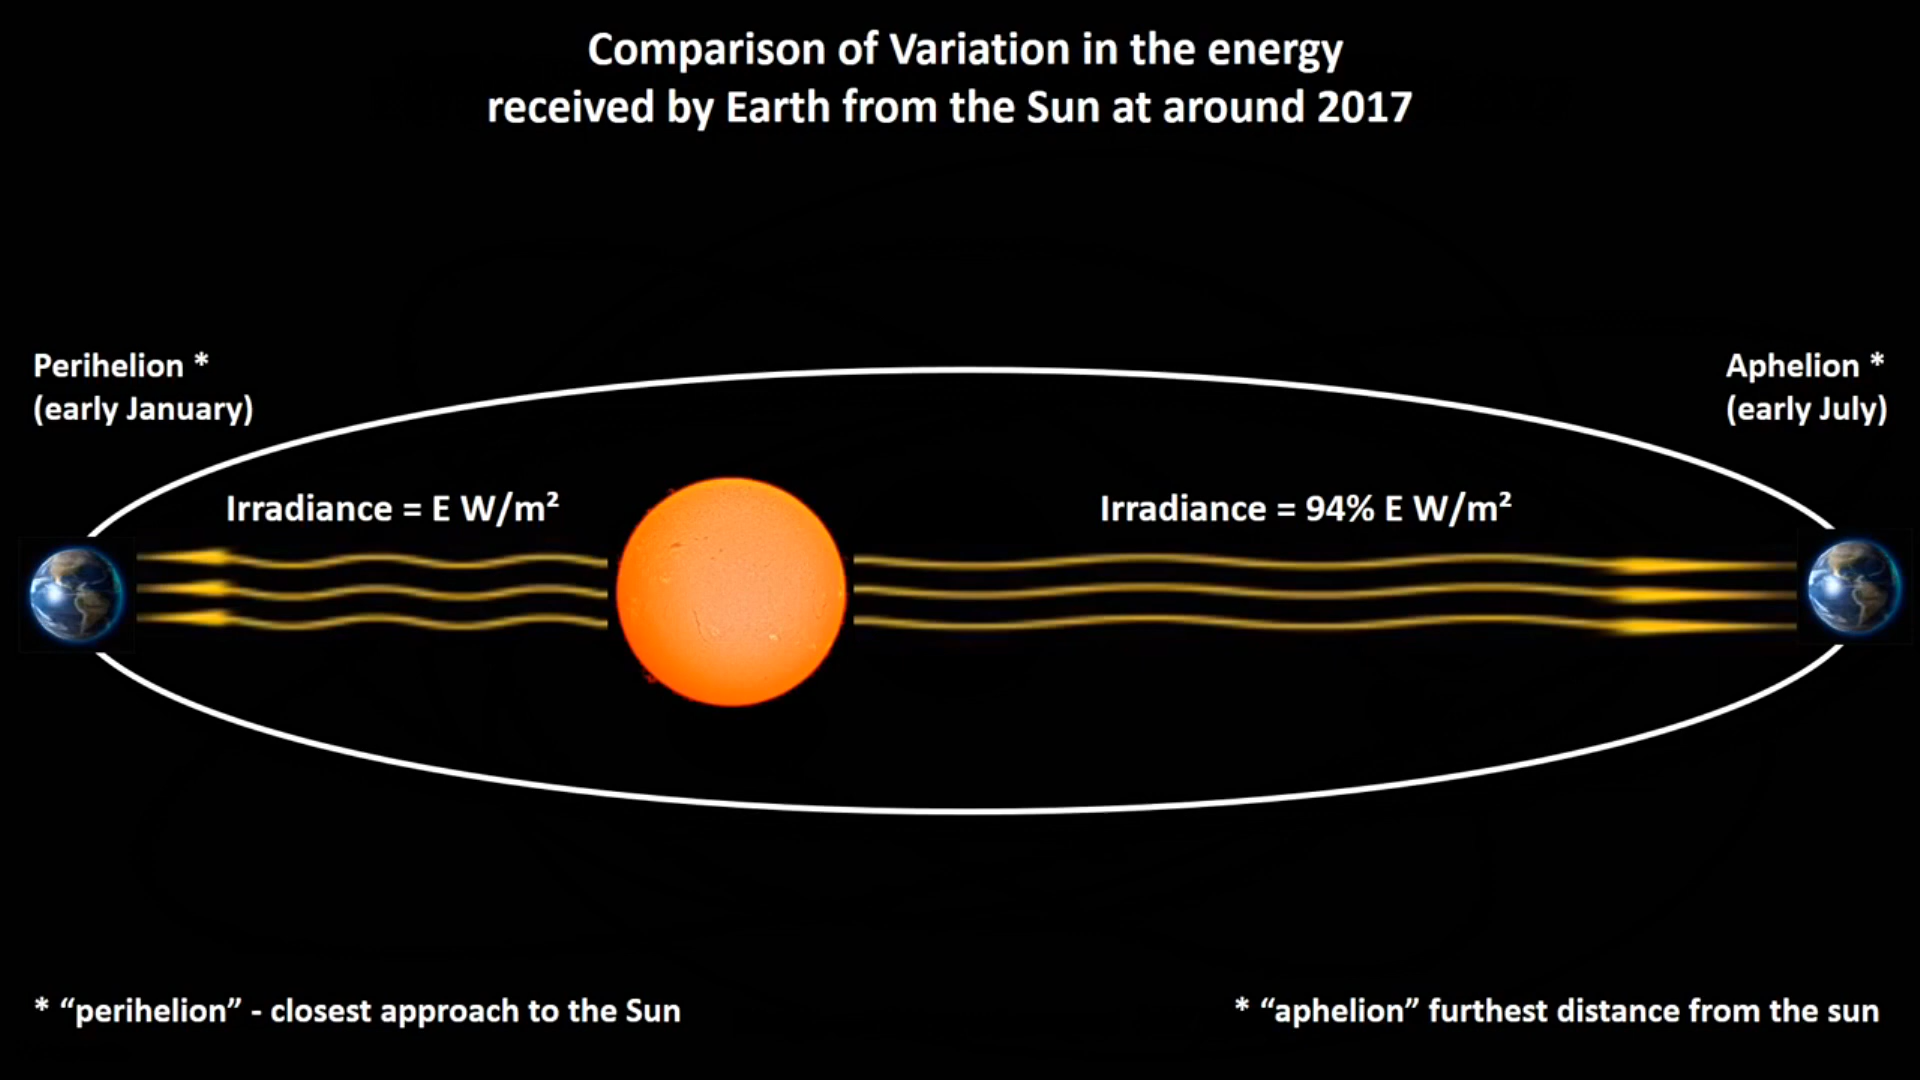 Comparison of Variation in the energy
received by Earth from the Sun at around 2017
Perihelion *
(early January)
Aphelion *
(early July)
Irradiance = E W/m²
Irradiance = 94% E W/m²
* “perihelion” - closest approach to the Sun
* “aphelion” furthest distance from the sun